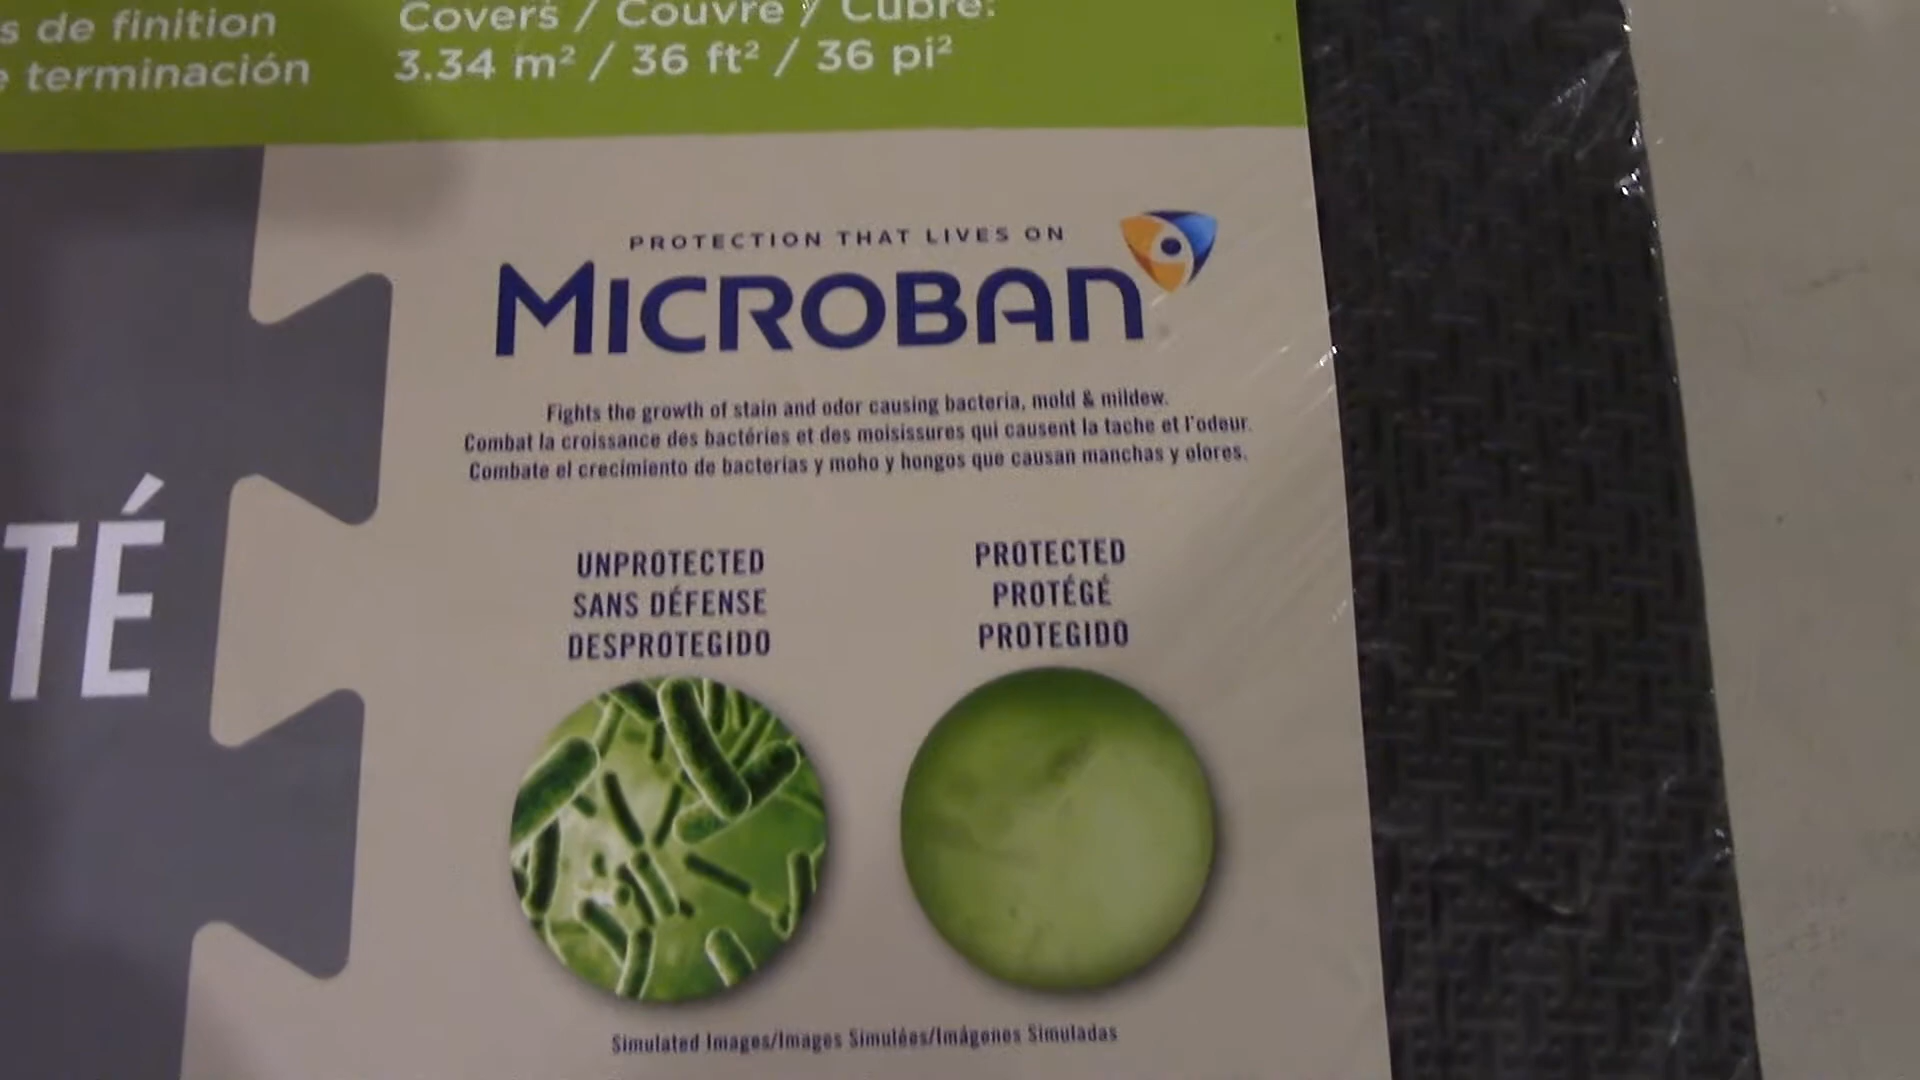 s de finition
terminación
Covers / Couvre / Cubre:
3.34 m² / 36 ft² / 36 pi²
PROTECTION THAT LIVES ON
MICROBAN
Fights the growth of stain and odor causing bacteria, mold & mildew.
Combat la croissance des bactéries et des moisissures qui causent la tache et l'odeur.
Combate el crecimiento de bacterias y moho y hongos que causan manchas y olores.
TÉ
UNPROTECTED
SANS DÉFENSE
DESPROTEGIDO
PROTECTED
PROTÉGÉ
PROTEGIDO
Simulated Images/Images Simulées/Imágenes Simuladas